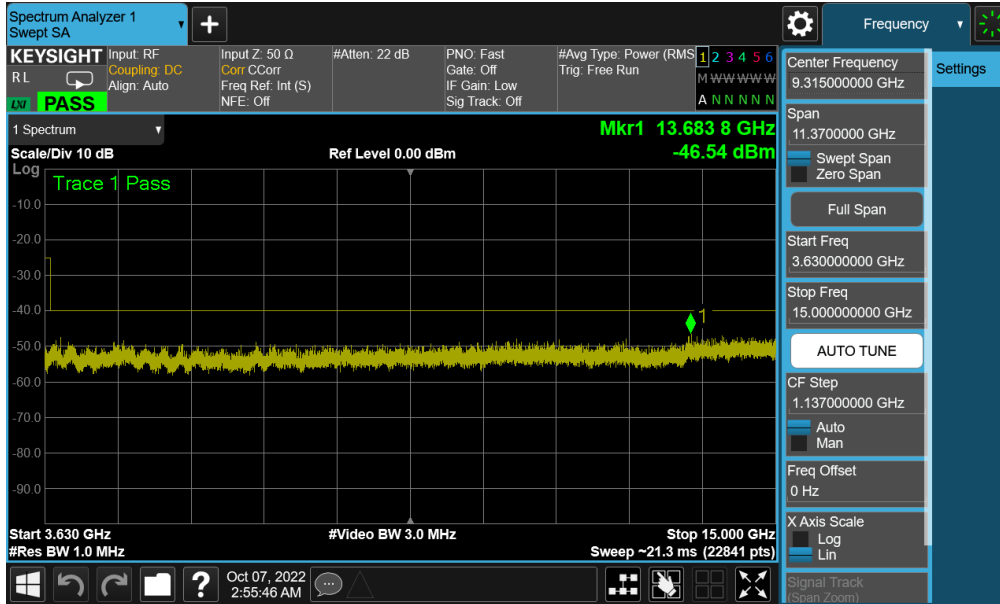 Spectrum Analyzer 1
Swept SA
Frequency
KEYSIGHT
RL
LXI
PASS
Input: RF
Coupling: DC
Align: Auto
Input Z: 50 Ω
Corr CCorr
Freq Ref: Int (S)
NFE: Off
#Atten: 22 dB
PNO: Fast
Gate: Off
IF Gain: Low
Sig Track: Off
#Avg Type: Power (RMS
Trig: Free Run
1 2 3 4 5 6
M W W W W W
A N N N N N
1 Spectrum
Mkr1 13.683 8 GHz
Scale/Div 10 dB
Ref Level 0.00 dBm
-46.54 dBm
Log
Trace 1 Pass
-10.0
-20.0
-30.0
-40.0
1
-50.0
-60.0
-70.0
-80.0
-90.0
Start 3.630 GHz
#Video BW 3.0 MHz
Stop 15.000 GHz
#Res BW 1.0 MHz
Sweep ~21.3 ms (22841 pts)
Center Frequency
9.315000000 GHz
Settings
Span
11.3700000 GHz
Swept Span
Zero Span
Full Span
Start Freq
3.630000000 GHz
Stop Freq
15.000000000 GHz
AUTO TUNE
CF Step
1.137000000 GHz
Auto
Man
Freq Offset
0 Hz
X Axis Scale
Log
Lin
Signal Track
(Span Zoom)
?
Oct 07, 2022
2:55:46 AM